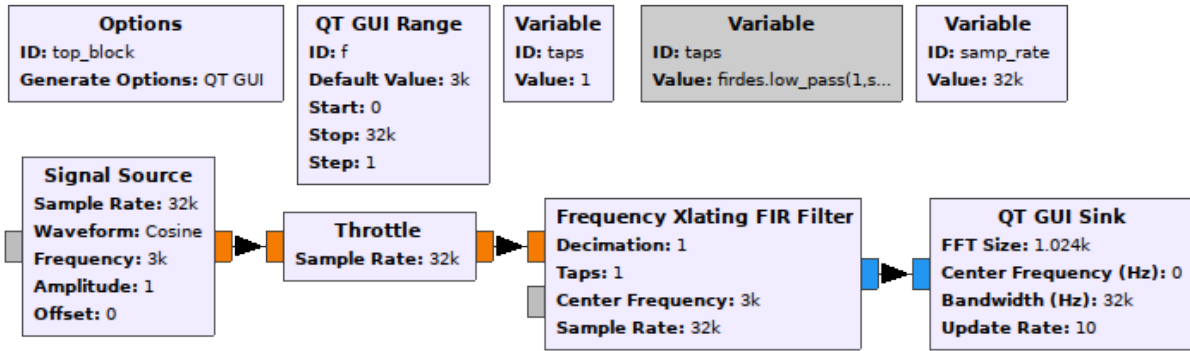 Options
ID: top_block
Generate Options: QT GUI
QT GUI Range
ID: f
Default Value: 3k
Start: 0
Stop: 32k
Step: 1
Variable
ID: taps
Value: 1
Variable
ID: taps
Value: firdes.low_pass(1,s...
Variable
ID: samp_rate
Value: 32k
Signal Source
Sample Rate: 32k
Waveform: Cosine
Frequency: 3k
Amplitude: 1
Offset: 0
Throttle
Sample Rate: 32k
Frequency Xlating FIR Filter
Decimation: 1
Taps: 1
Center Frequency: 3k
Sample Rate: 32k
QT GUI Sink
FFT Size: 1.024k
Center Frequency (Hz): 0
Bandwidth (Hz): 32k
Update Rate: 10